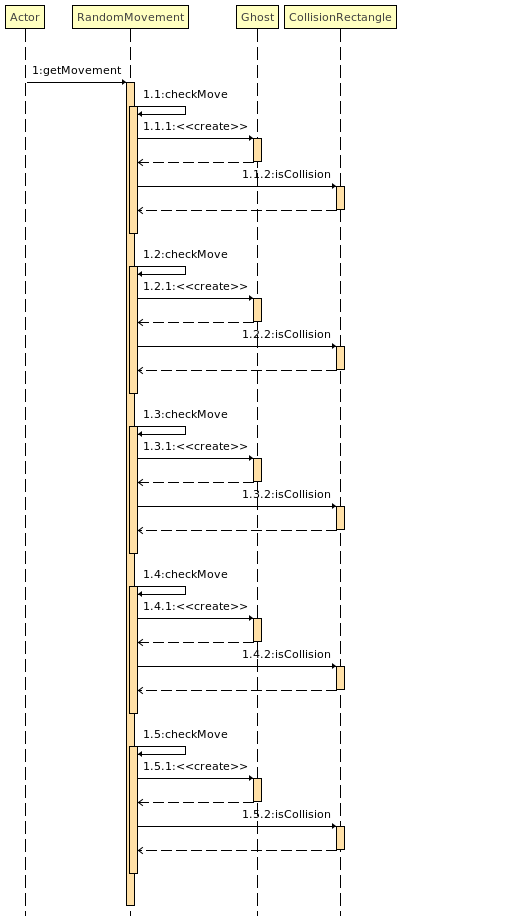 Actor RandomMovement Ghost CollisionRectangle
1:getMovement
1.1:checkMove
1.1.1:<<create>>
1.1.2:isCollision
1.2:checkMove
1.2.1:<<create>>
1.2.2:isCollision
1.3:checkMove
1.3.1:<<create>>
1.3.2:isCollision
1.4:checkMove
1.4.1:<<create>>
1.4.2:isCollision
1.5:checkMove
1.5.1:<<create>>
1.5.2:isCollision